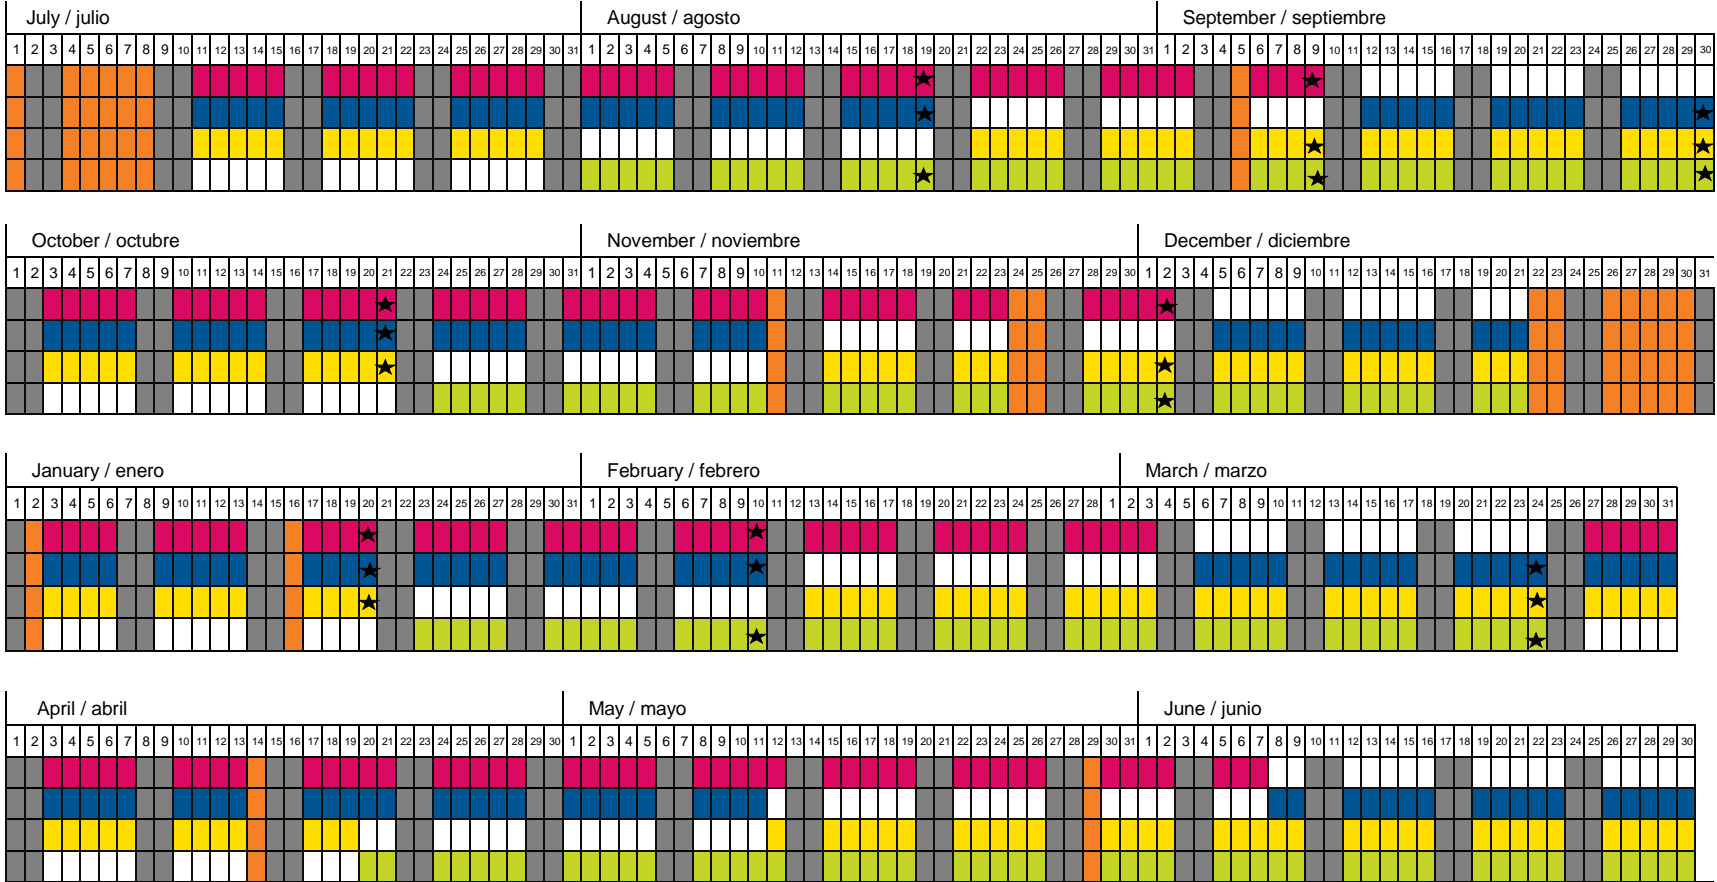 July / julio August / agosto September / septiembre
1 2 3 4 5 6 7 8 9 10 11 12 13 14 15 16 17 18 19 20 21 22 23 24 25 26 27 28 29 30 31 1 2 3 4 5 6 7 8 9 10 11 12 13 14 15 16 17 18 19 20 21 22 23 24 25 26 27 28 29 30 31 1 2 3 4 5 6 7 8 9 10 11 12 13 14 15 16 17 18 19 20 21 22 23 24 25 26 27 28 29 30
October / octubre November / noviembre December / diciembre
1 2 3 4 5 6 7 8 9 10 11 12 13 14 15 16 17 18 19 20 21 22 23 24 25 26 27 28 29 30 31 1 2 3 4 5 6 7 8 9 10 11 12 13 14 15 16 17 18 19 20 21 22 23 24 25 26 27 28 29 30 1 2 3 4 5 6 7 8 9 10 11 12 13 14 15 16 17 18 19 20 21 22 23 24 25 26 27 28 29 30 31
January / enero February / febrero March / marzo
1 2 3 4 5 6 7 8 9 10 11 12 13 14 15 16 17 18 19 20 21 22 23 24 25 26 27 28 29 30 31 1 2 3 4 5 6 7 8 9 10 11 12 13 14 15 16 17 18 19 20 21 22 23 24 25 26 27 28 1 2 3 4 5 6 7 8 9 10 11 12 13 14 15 16 17 18 19 20 21 22 23 24 25 26 27 28 29 30 31
April / abril May / mayo June / junio
1 2 3 4 5 6 7 8 9 10 11 12 13 14 15 16 17 18 19 20 21 22 23 24 25 26 27 28 29 30 1 2 3 4 5 6 7 8 9 10 11 12 13 14 15 16 17 18 19 20 21 22 23 24 25 26 27 28 29 30 31 1 2 3 4 5 6 7 8 9 10 11 12 13 14 15 16 17 18 19 20 21 22 23 24 25 26 27 28 29 30